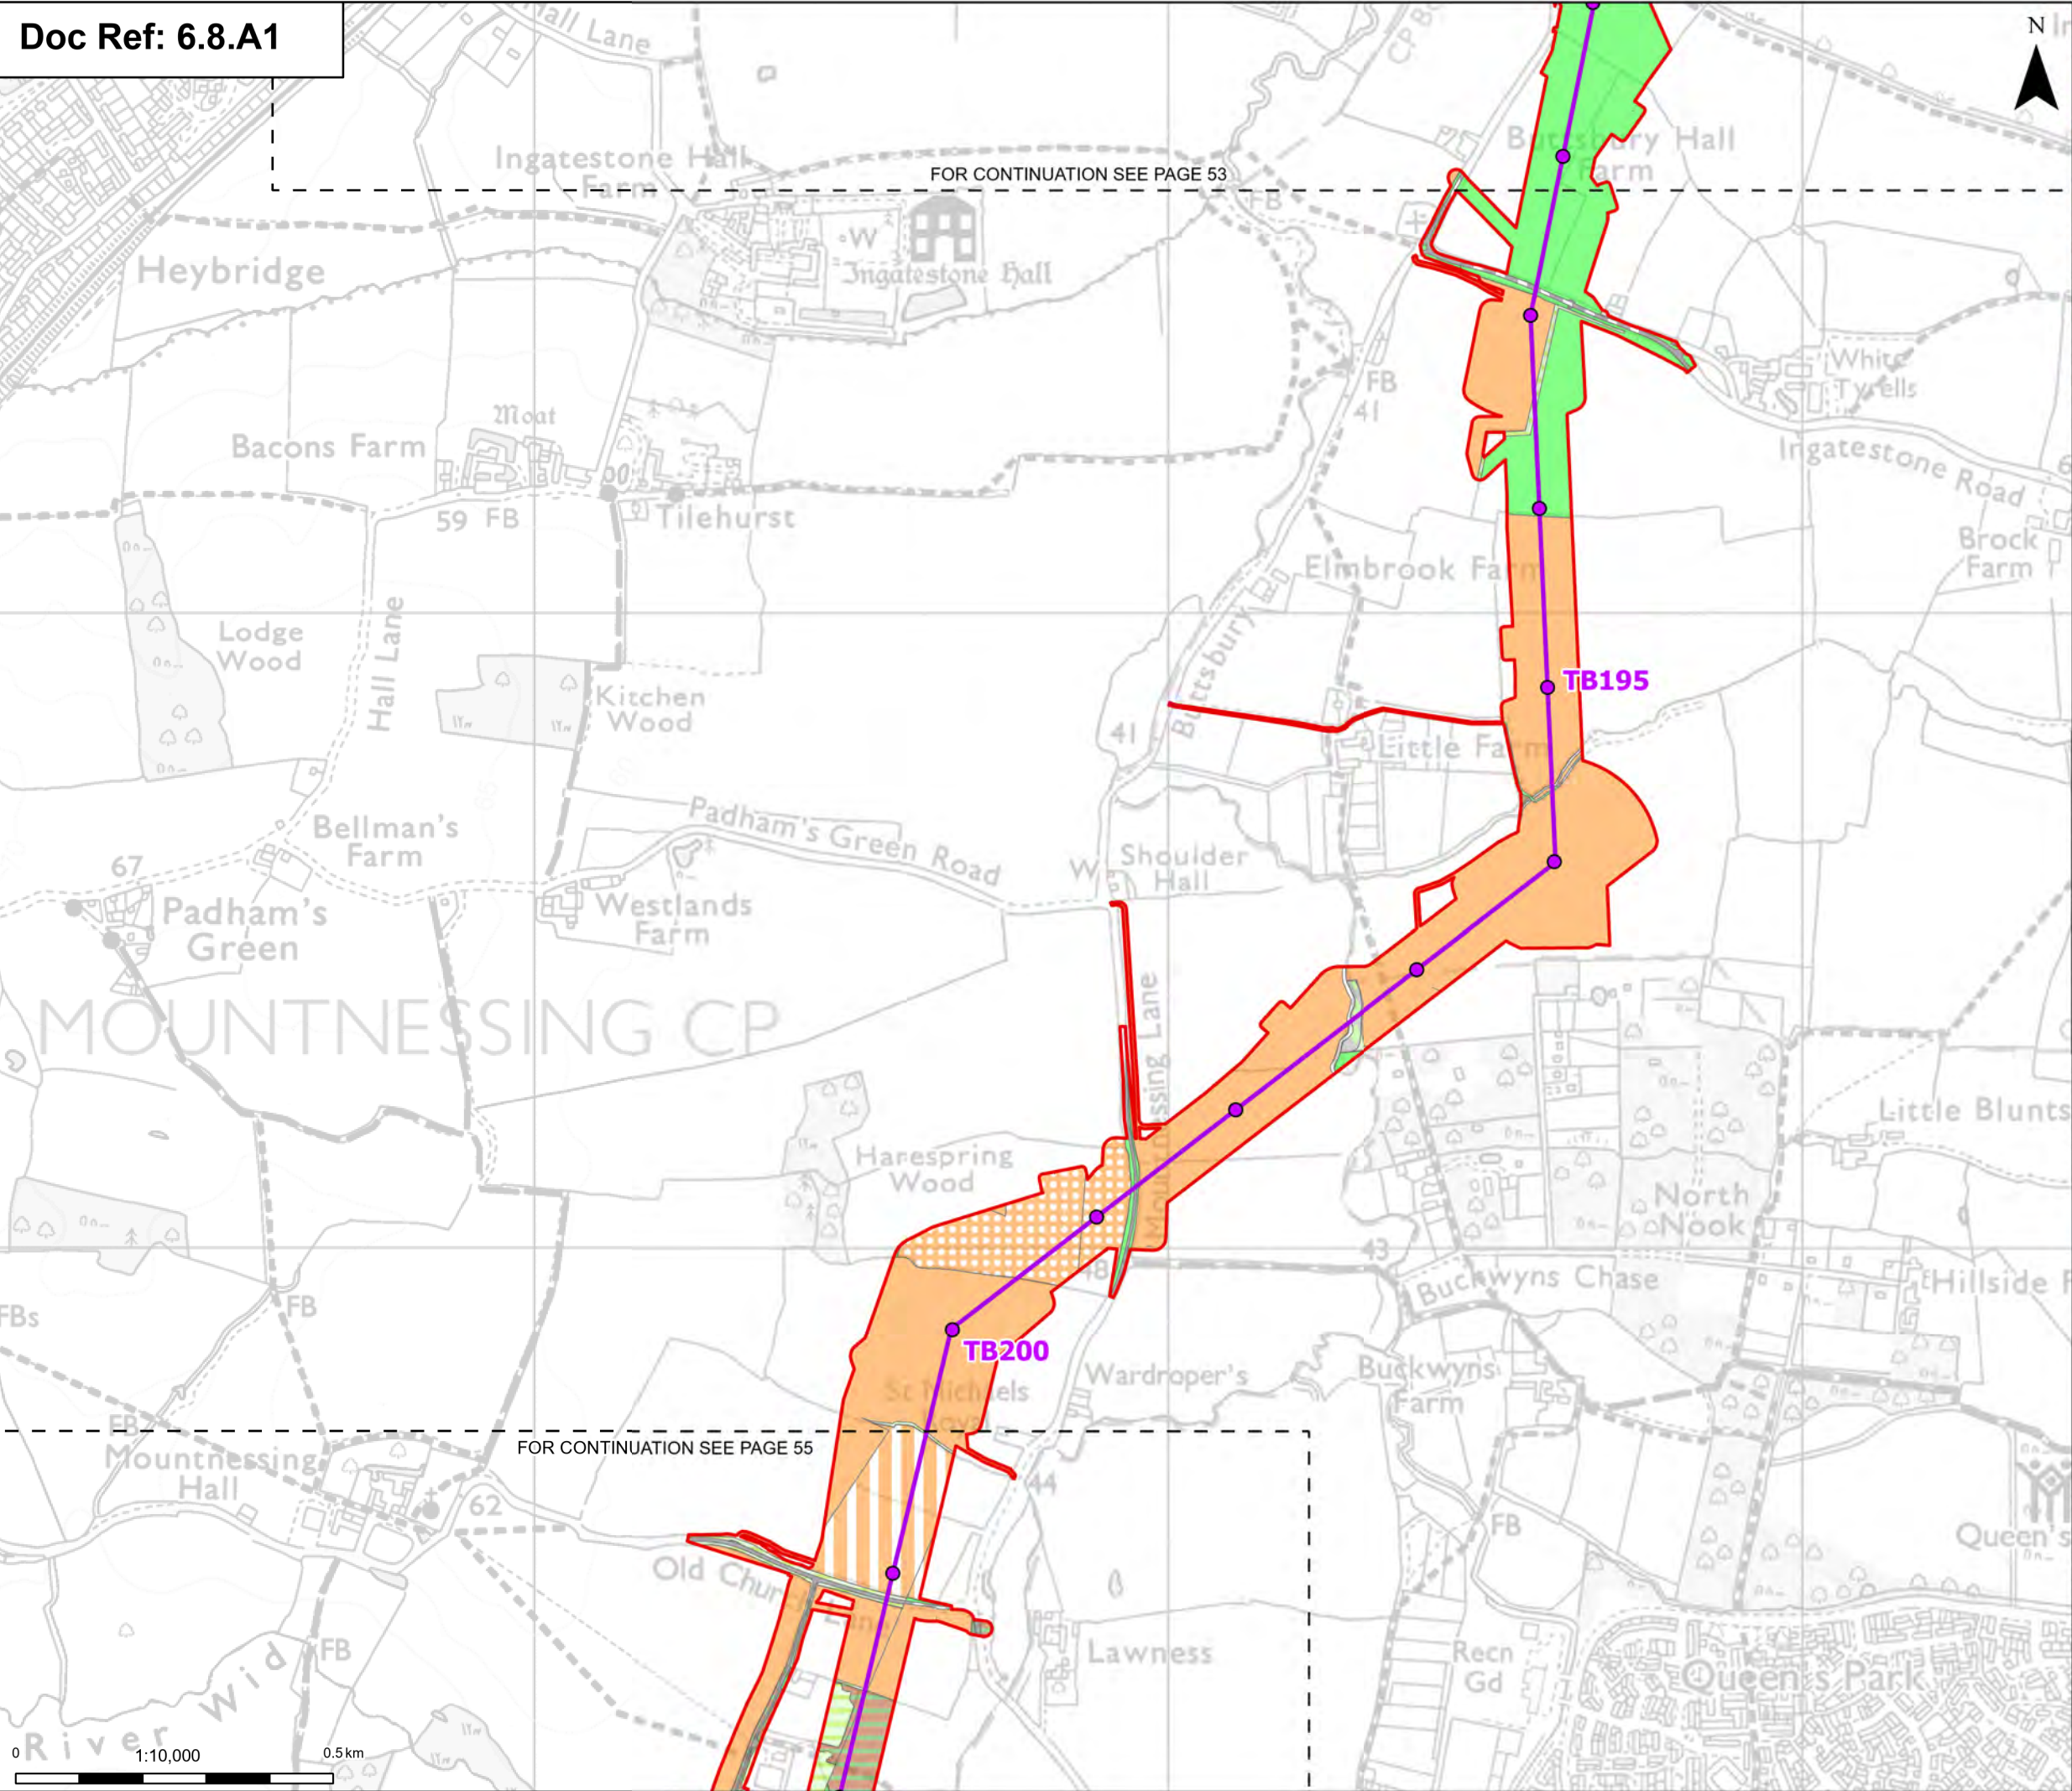 Doc Ref: 6.8.A1
Hall Lane
N
Buttsbury Hall
Farm
Ingatestone Hall
Farm
FOR CONTINUATION SEE PAGE 53
FB
W
Heybridge
Ingatestone Hall
White
Tyrells
FB
41
Moat
Bacons Farm
Ingatestone Road
59 FB
Tilehurst
Brock
Farm
Elmbrook Farm
Lodge
Wood
Hall Lane
Kitchen
Wood
Buttsbury
TB195
41
Little Farm
Padham's Green Road
Bellman's
Farm
67
W
Shoulder
Hall
Padham's
Green
Westlands
Farm
MOUNTNESSING CP
Mountnessing Lane
Little Blunts
Harespring
Wood
North
Nook
43
48
Buckwyns Chase
Hillside
FBs
FB
TB200
Wardroper's
Buckwyns
Farm
St Michaels
FB
FOR CONTINUATION SEE PAGE 55
Mountnessing
Hall
62
44
FB
Queen's
Old Church Lane
FB
Lawness
Recn
Gd
Queen's Park
River Wid
0
1:10,000
0.5 km